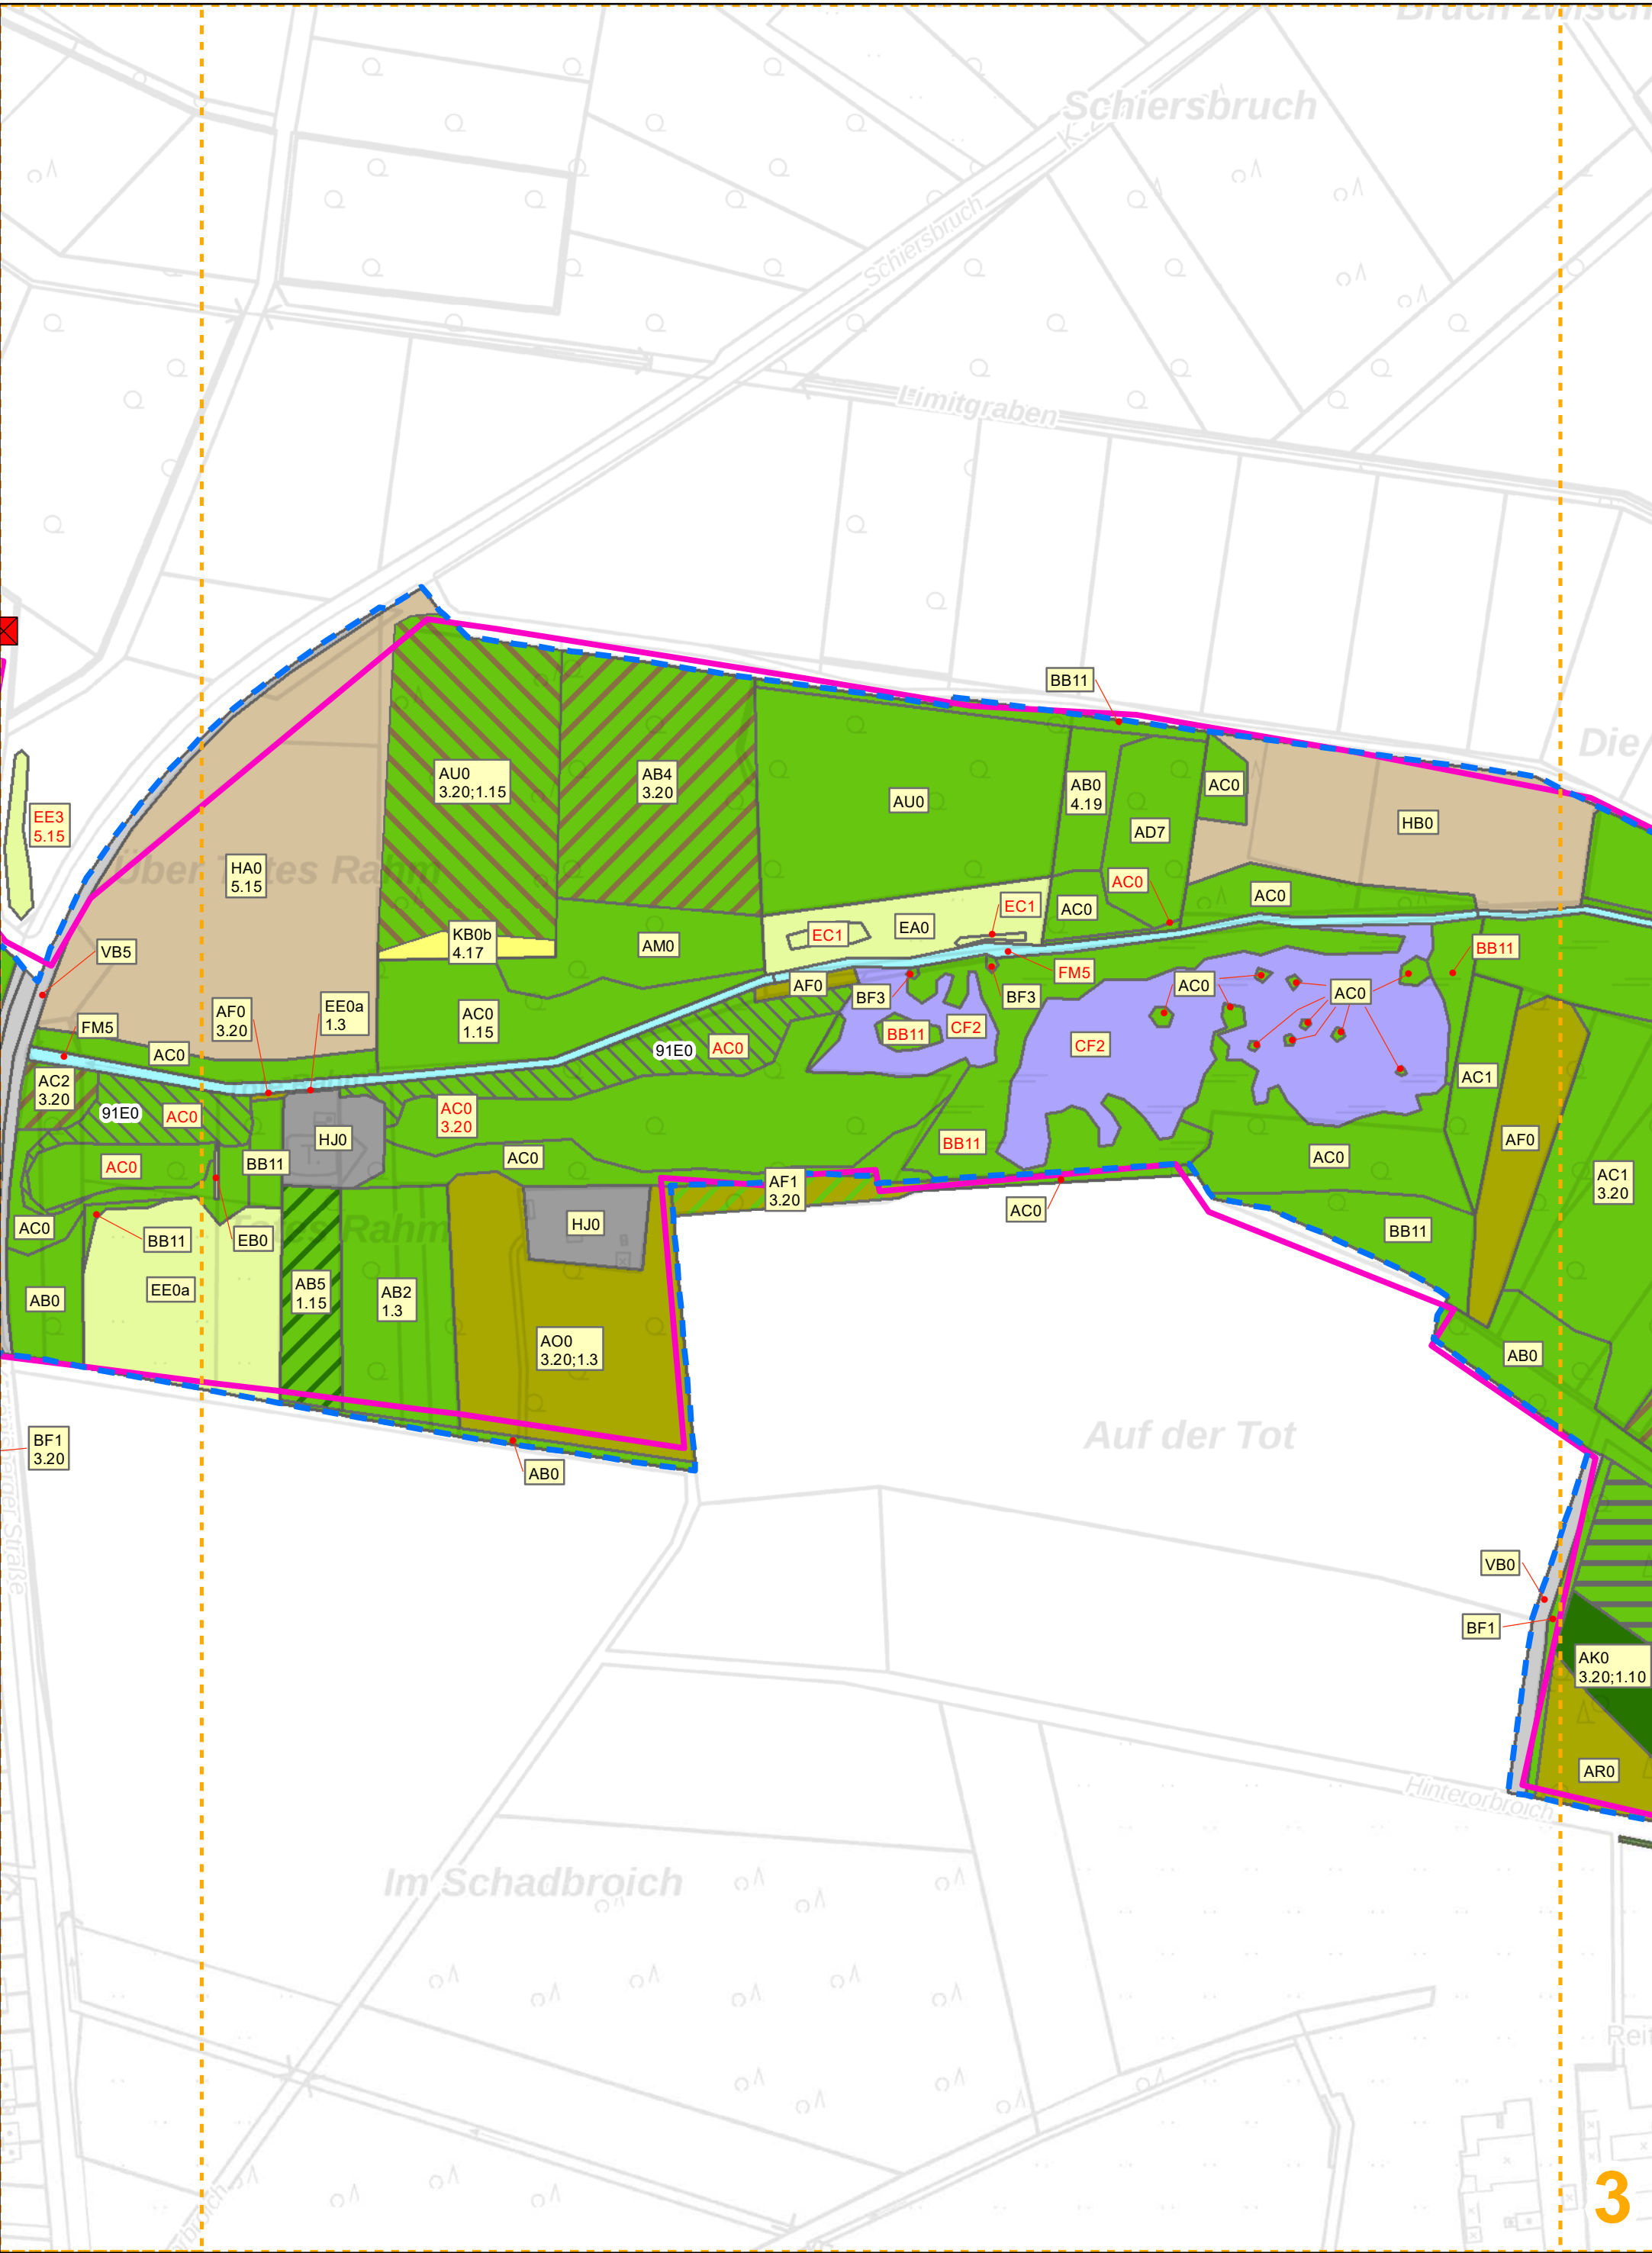 Bruch zwisch
Schiersbruch
K
Schiersbruch
Limitgraben
BB11
Die
AU0
3.20;1.15
AB4
3.20
AU0
AB0
4.19
AC0
HB0
EE3
5.15
AD7
Über Totes Rahm
HA0
5.15
AC0
AC0
EC1
AC0
KB0b
4.17
AM0
EC1
EA0
BB11
VB5
FM5
AF0
BF3
BF3
AC0
AC0
AF0
3.20
EE0a
1.3
AC0
1.15
FM5
BB11
CF2
CF2
AC0
91E0
AC0
AC2
3.20
AC1
91E0
AC0
AC0
3.20
HJ0
BB11
AF0
AC0
BB11
AC0
AC0
AC1
3.20
AF1
3.20
AC0
AC0
HJ0
Totes Rahm
BB11
EB0
BB11
EE0a
AB5
1.15
AB2
1.3
AB0
AO0
3.20;1.3
AB0
Auf der Tot
BF1
3.20
AB0
VB0
BF1
AK0
3.20;1.10
AR0
Hinterorbroich
Im Schadbroich
Reit
3